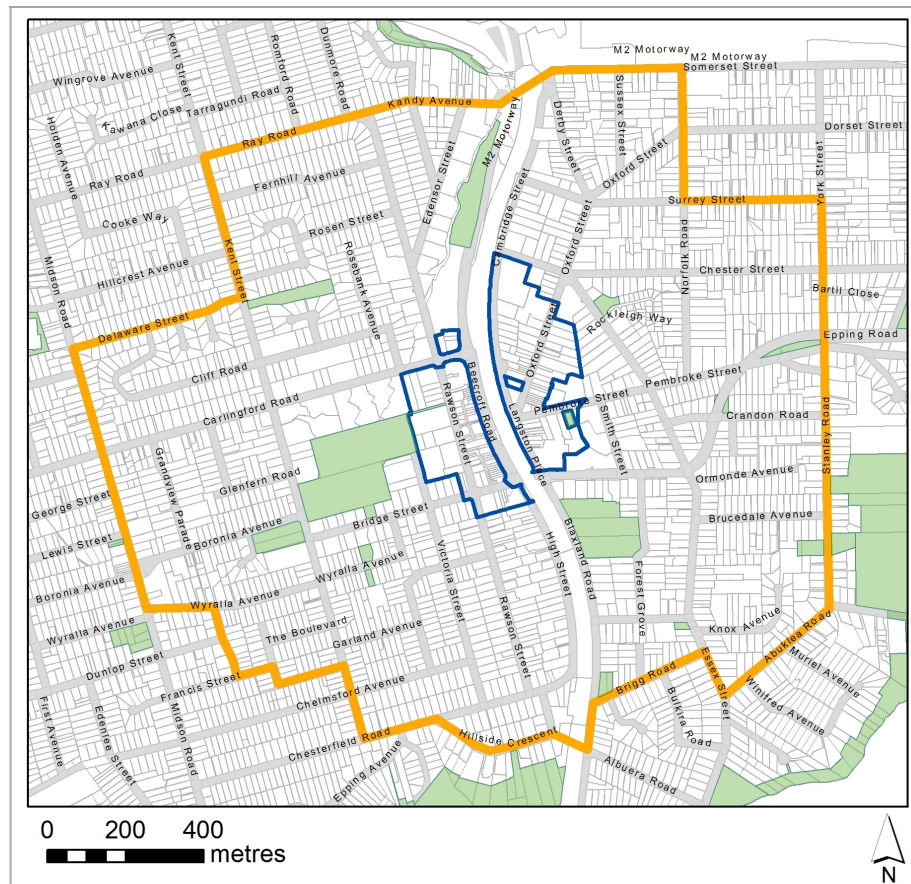 M2 Motorway
M2 Motorway
Somerset Street
Wingrove Avenue
Kent Street
Romford Road
Dunmore Road
Tarragundi Road
Kandy Avenue
Holden Avenue
Ray Road
M2 Motorway
Derby Street
Sussex Street
Oxford Street
Dorset Street
York Street
Ray Road
Fernhill Avenue
Edensor Street
Cambridge Street
Oxford Street
Surrey Street
Cooke Way
Rosen Street
Kent Street
Rosebank Avenue
Norfolk Road
Chester Street
Hillcrest Avenue
Midson Road
Bartil Close
Delaware Street
Rockleigh Way
Epping Road
Cliff Road
Oxford Street
Beecroft Road
Rawson Street
Pembroke Street
Pembroke Street
Carlingford Road
Langston Place
Smith Street
Crandon Road
Stanley Road
George Street
Grandview Parade
Glenfern Road
Ormonde Avenue
Lewis Street
Boronia Avenue
Bridge Street
Brucedale Avenue
Boronia Avenue
Wyralla Avenue
Victoria Street
High Street
Blaxland Road
Forest Grove
Wyralla Avenue
Wyralla Avenue
The Boulevard
Garland Avenue
Rawson Street
Knox Avenue
Abuklea Road
Dunlop Street
Francis Street
Chelmsford Avenue
Brigg Road
Essex Street
Muriel Avenue
Winifred Avenue
First Avenue
Edenlee Street
Midson Road
Chesterfield Road
Hillside Crescent
Bulkira Road
Epping Avenue
Albuera Road
0 200 400
metres
N